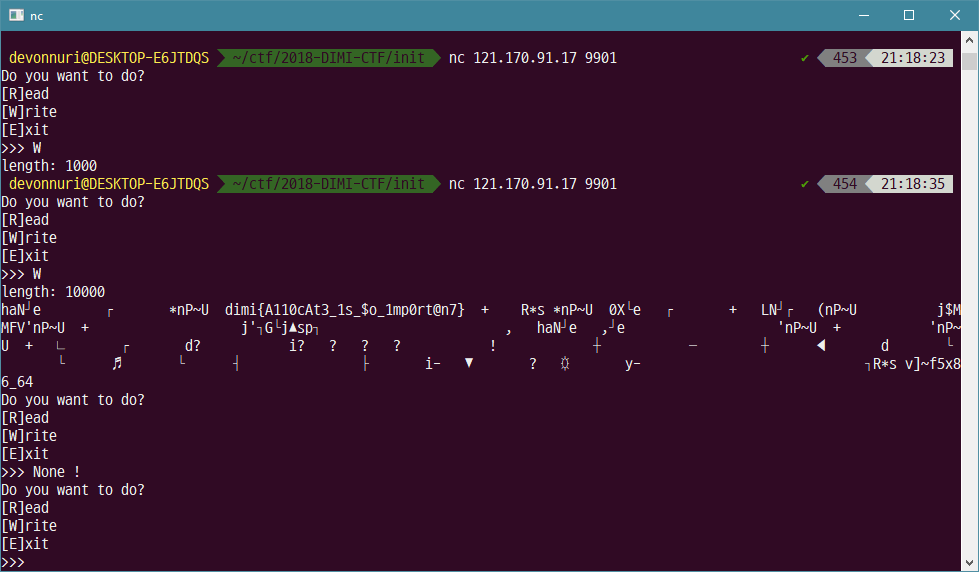 nc
devonnuri@DESKTOP-E6JTDQS ~/ctf/2018-DIMI-CTF/init nc 121.170.91.17 9901 ✔ 453 21:18:23
Do you want to do?
[R]ead
[W]rite
[E]xit
>>> W
length: 1000
devonnuri@DESKTOP-E6JTDQS ~/ctf/2018-DIMI-CTF/init nc 121.170.91.17 9901 ✔ 454 21:18:35
Do you want to do?
[R]ead
[W]rite
[E]xit
>>> W
length: 10000
haN┘e ┌ *nP~U dimi{A110cAt3_1s_$o_1mp0rt@n7} + R*s *nP~U 0X└e ┌ + LN┘┌ (nP~U j$M
MFV'nP~U + j'┐G└j▲sp┐ , haN┘e ,┘e 'nP~U + 'nP~
U + ∟ ┌ d? i? ? ? ? ! ┼ − ┼ ◀ d └
└ ♬ └ ┤ ├ i− ▼ ? ☼ y− ┐R*s v]~f5x8
6_64
Do you want to do?
[R]ead
[W]rite
[E]xit
>>> None !
Do you want to do?
[R]ead
[W]rite
[E]xit
>>>